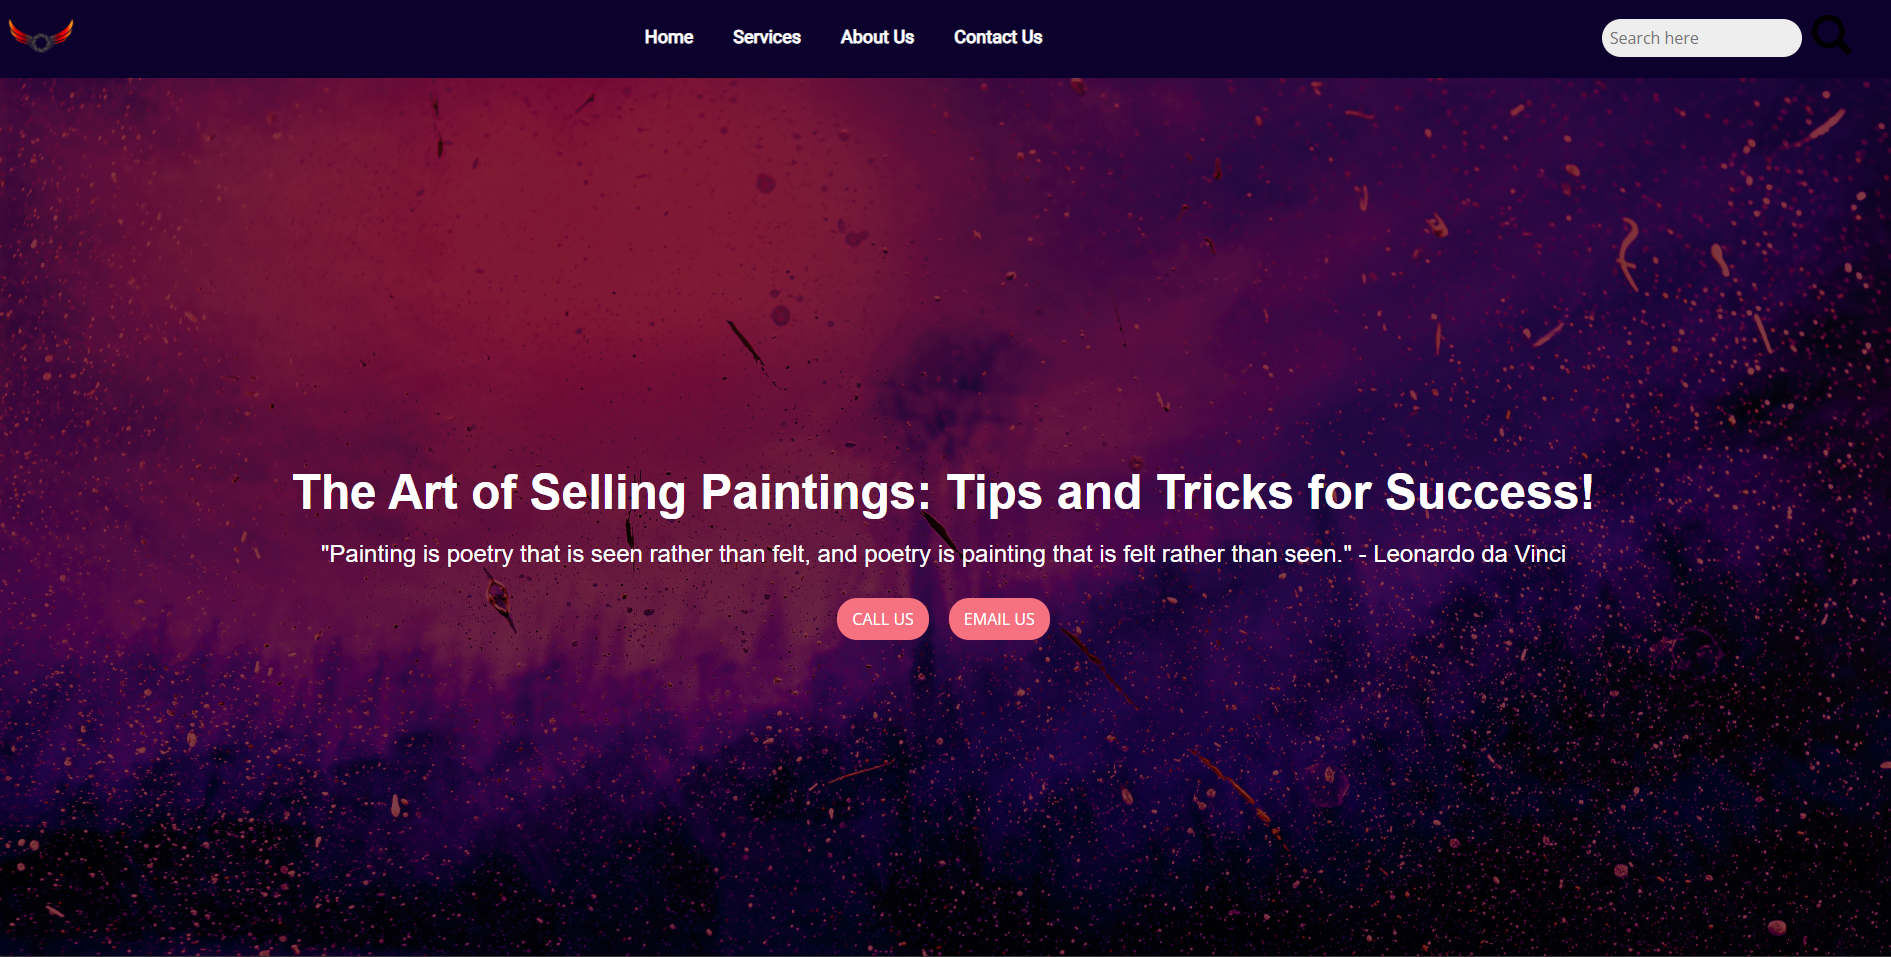 Home
Services
About Us
Contact Us
Search here
The Art of Selling Paintings: Tips and Tricks for Success!
"Painting is poetry that is seen rather than felt, and poetry is painting that is felt rather than seen." - Leonardo da Vinci
CALL US
EMAIL US